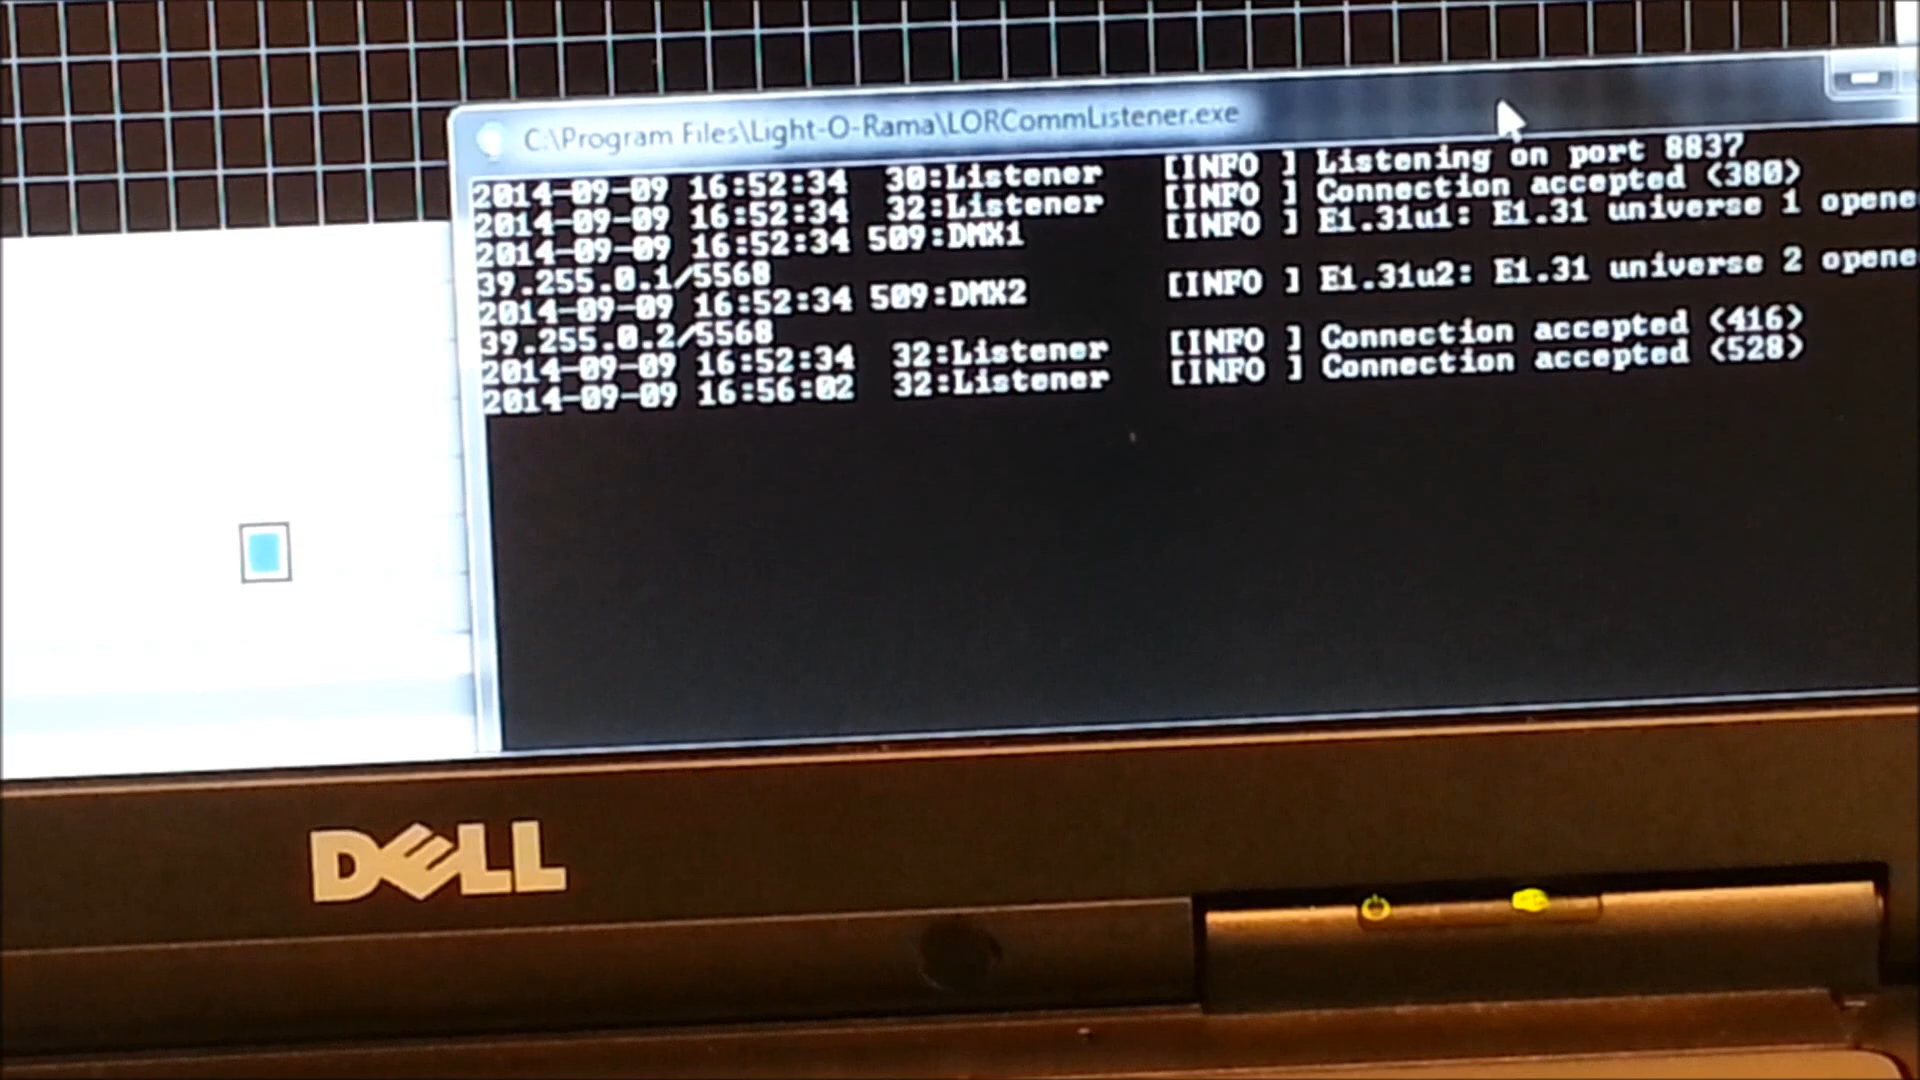 C:\Program Files\Light-O-Rama\LORCommListener.exe
2014-09-09 16:52:34  30:Listener    [INFO ] Listening on port 8837
2014-09-09 16:52:34  32:Listener    [INFO ] Connection accepted <380>
2014-09-09 16:52:34 509:DMX1        [INFO ] E1.31u1: E1.31 universe 1 opene
39.255.0.1/5568
2014-09-09 16:52:34 509:DMX2        [INFO ] E1.31u2: E1.31 universe 2 opene
39.255.0.2/5568
2014-09-09 16:52:34  32:Listener    [INFO ] Connection accepted <416>
2014-09-09 16:56:02  32:Listener    [INFO ] Connection accepted <528>
DELL